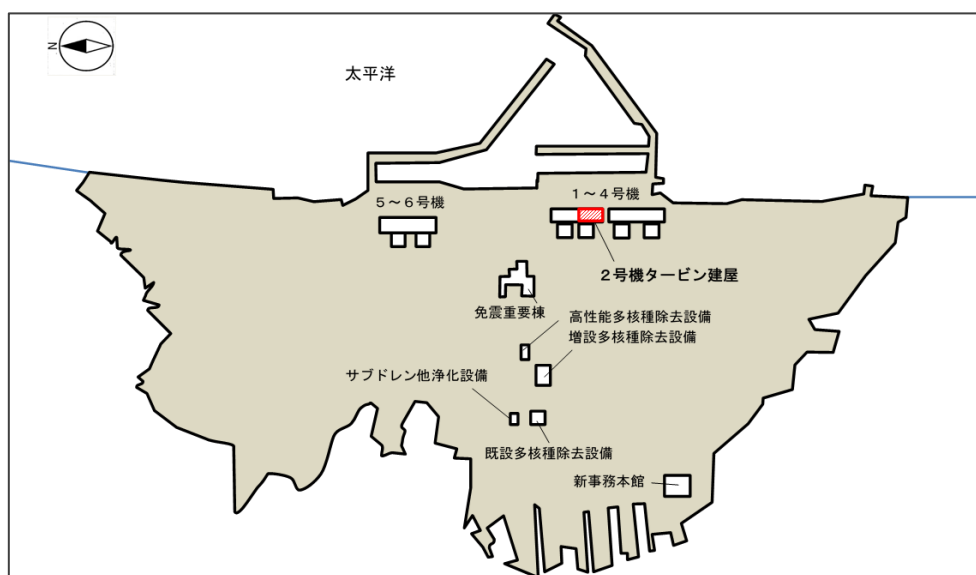 N
太平洋
５～６号機
１～４号機
２号機タービン建屋
免震重要棟
高性能多核種除去設備
増設多核種除去設備
サブドレン他浄化設備
既設多核種除去設備
新事務本館